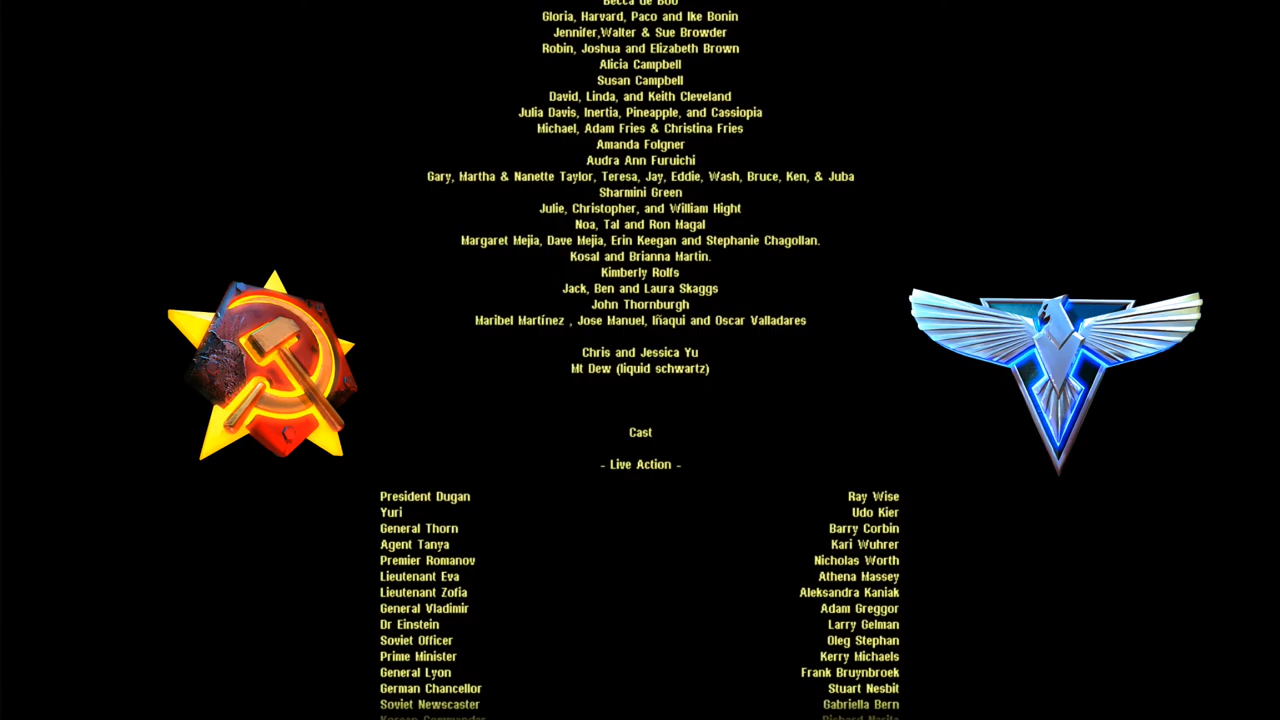 Becca de Boo
Gloria, Harvard, Paco and Ike Bonin
Jennifer,Walter & Sue Browder
Robin, Joshua and Elizabeth Brown
Alicia Campbell
Susan Campbell
David, Linda, and Keith Cleveland
Julia Davis, Inertia, Pineapple, and Cassiopia
Michael, Adam Fries & Christina Fries
Amanda Folgner
Audra Ann Furuichi
Gary, Martha & Nanette Taylor, Teresa, Jay, Eddie, Wash, Bruce, Ken, & Juba
Sharmini Green
Julie, Christopher, and William Hight
Noa, Tal and Ron Magal
Margaret Mejia, Dave Mejia, Erin Keegan and Stephanie Chagollan.
Kosal and Brianna Martin.
Kimberly Rolfs
Jack, Ben and Laura Skaggs
John Thornburgh
Maribel Martínez , Jose Manuel, Iñaqui and Oscar Valladares
Chris and Jessica Yu
Mt Dew (liquid schwartz)
Cast
- Live Action -
President Dugan Ray Wise
Yuri Udo Kier
General Thorn Barry Corbin
Agent Tanya Kari Wuhrer
Premier Romanov Nicholas Worth
Lieutenant Eva Athena Massey
Lieutenant Zofia Aleksandra Kaniak
General Vladimir Adam Greggor
Dr Einstein Larry Gelman
Soviet Officer Oleg Stephan
Prime Minister Kerry Michaels
General Lyon Frank Bruynbroek
German Chancellor Stuart Nesbit
Soviet Newscaster Gabriella Bern